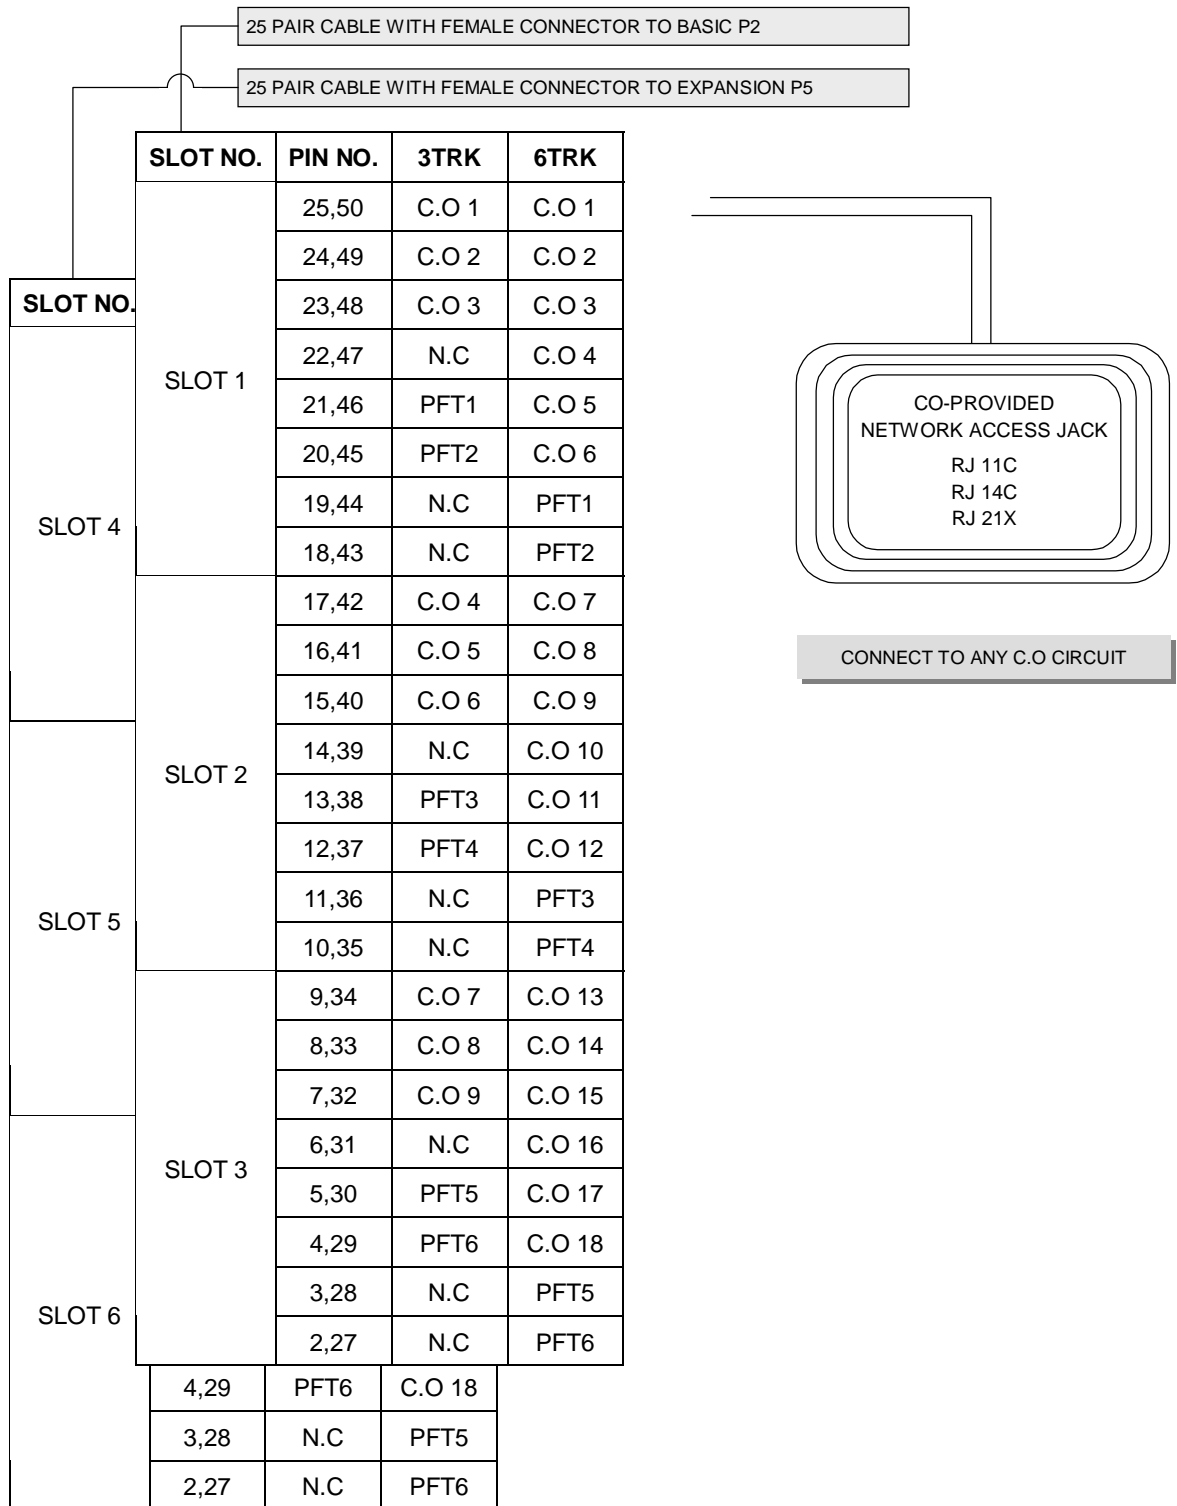 25 PAIR CABLE WITH FEMALE CONNECTOR TO BASIC P2
25 PAIR CABLE WITH FEMALE CONNECTOR TO EXPANSION P5
SLOT NO. PIN NO. 3TRK 6TRK
25,50 C.O 1 C.O 1
24,49 C.O 2 C.O 2
SLOT NO. 23,48 C.O 3 C.O 3
SLOT 1 22,47 N.C C.O 4
21,46 PFT1 C.O 5
20,45 PFT2 C.O 6
19,44 N.C PFT1
SLOT 4 18,43 N.C PFT2
17,42 C.O 4 C.O 7
16,41 C.O 5 C.O 8
15,40 C.O 6 C.O 9
SLOT 2 14,39 N.C C.O 10
13,38 PFT3 C.O 11
12,37 PFT4 C.O 12
SLOT 5 11,36 N.C PFT3
10,35 N.C PFT4
9,34 C.O 7 C.O 13
8,33 C.O 8 C.O 14
7,32 C.O 9 C.O 15
SLOT 3 6,31 N.C C.O 16
5,30 PFT5 C.O 17
4,29 PFT6 C.O 18
SLOT 6 3,28 N.C PFT5
2,27 N.C PFT6
4,29 PFT6 C.O 18
3,28 N.C PFT5
2,27 N.C PFT6
CO-PROVIDED
NETWORK ACCESS JACK
RJ 11C
RJ 14C
RJ 21X
CONNECT TO ANY C.O CIRCUIT